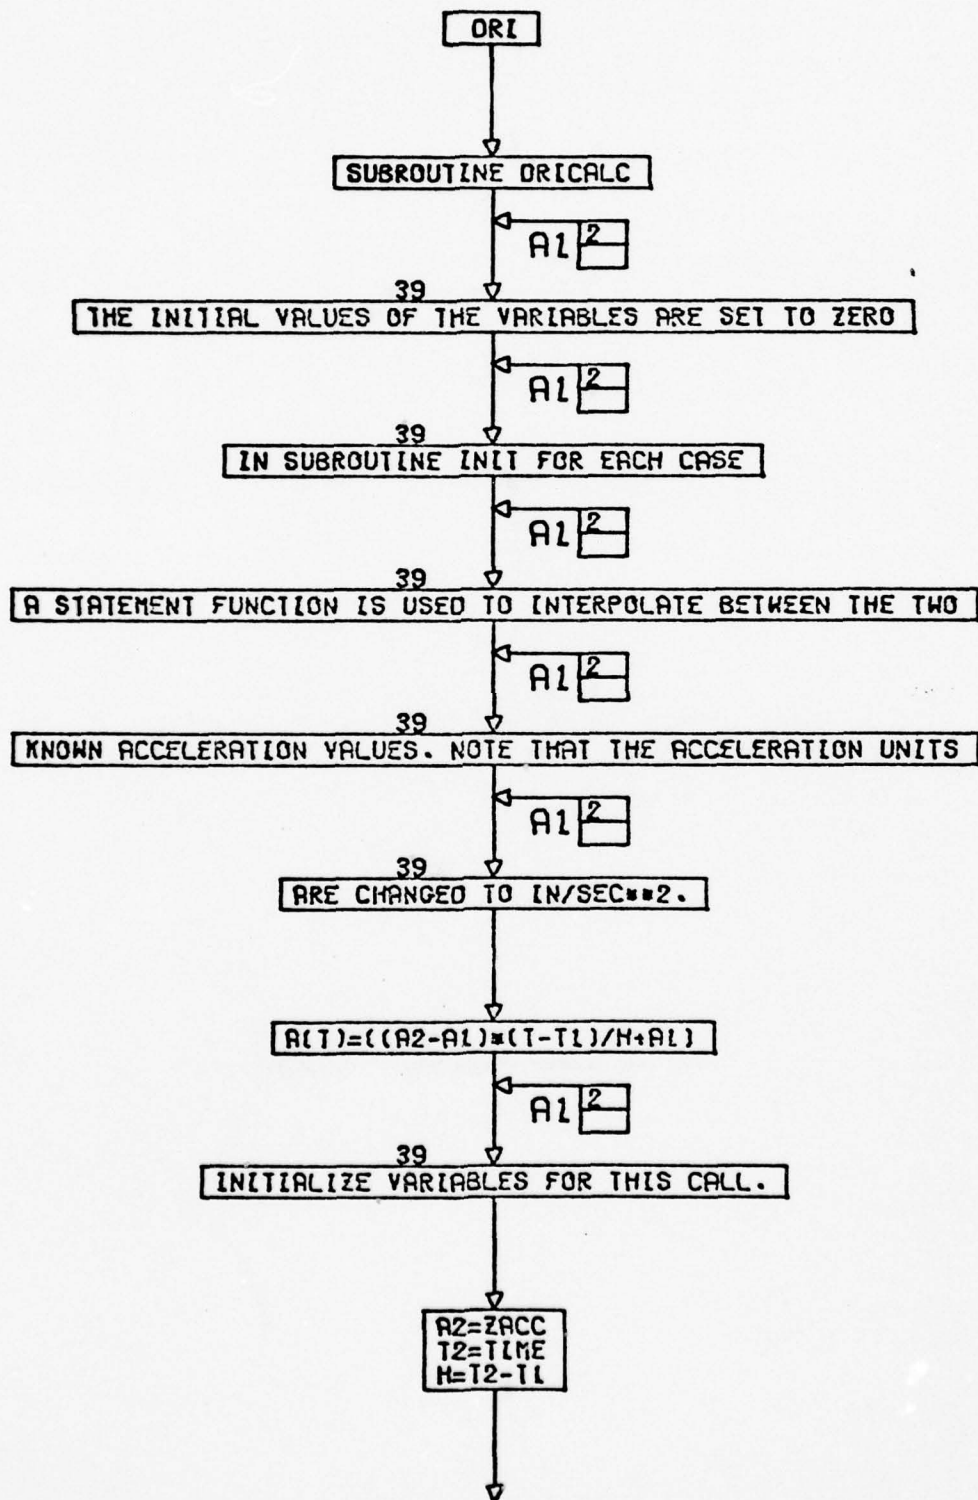 DRI
SUBROUTINE DRICALC
A1 2
39
THE INITIAL VALUES OF THE VARIABLES ARE SET TO ZERO
A1 2
39
IN SUBROUTINE INIT FOR EACH CASE
A1 2
39
A STATEMENT FUNCTION IS USED TO INTERPOLATE BETWEEN THE TWO
A1 2
39
KNOWN ACCELERATION VALUES. NOTE THAT THE ACCELERATION UNITS
A1 2
39
ARE CHANGED TO IN/SEC**2.
A(T)=((A2-A1)*(T-T1)/H+A1)
A1 2
39
INITIALIZE VARIABLES FOR THIS CALL.
A2=ZACC
T2=TIME
H=T2-T1